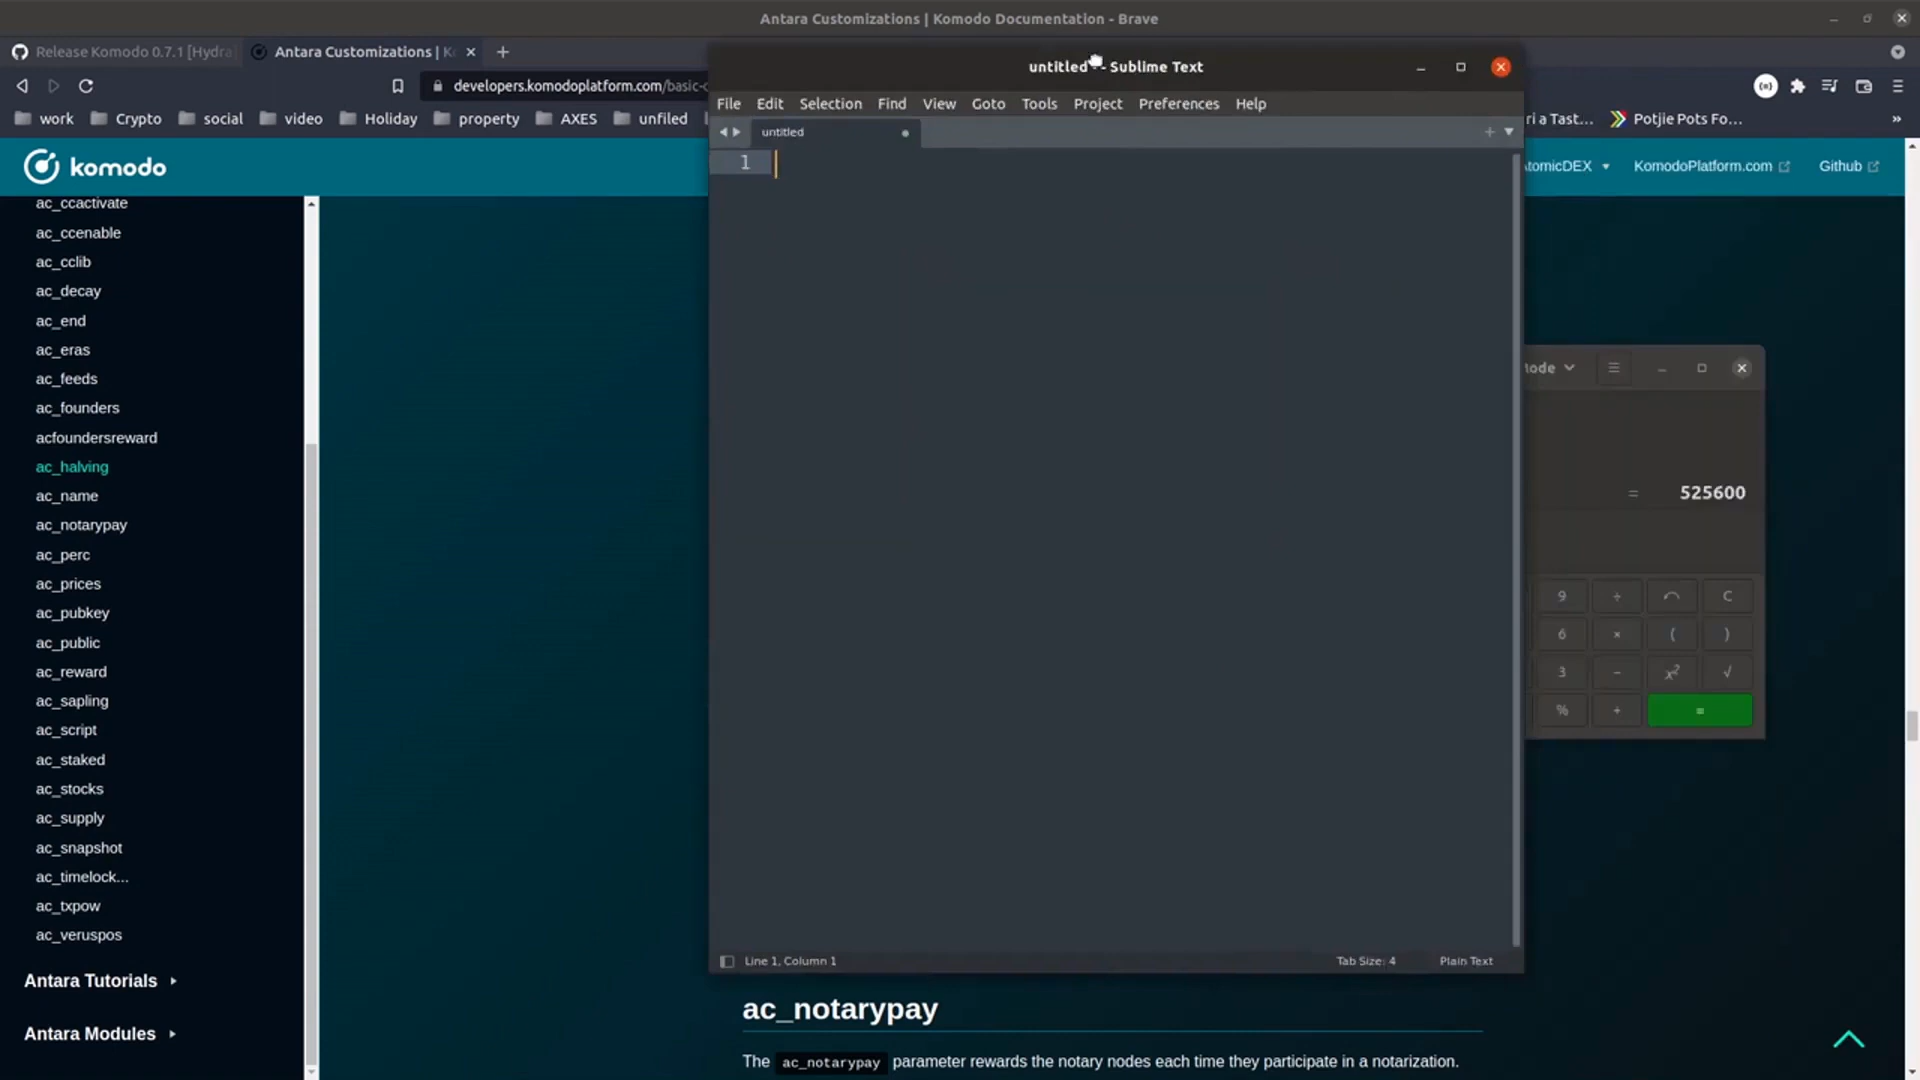 Antara Customizations | Komodo Documentation - Brave
Release Komodo 0.7.1 [Hydra
Antara Customizations | K
developers.komodoplatform.com/basic-
work
Crypto
social
video
Holiday
property
AXES
unfiled
ri a Tast...
Potjie Pots Fo...
»
komodo
tomicDEX
KomodoPlatform.com
Github
ac_ccactivate
ac_ccenable
ac_cclib
ac_decay
ac_end
ac_eras
ac_feeds
ac_founders
acfoundersreward
ac_halving
ac_name
ac_notarypay
ac_perc
ac_prices
ac_pubkey
ac_public
ac_reward
ac_sapling
ac_script
ac_staked
ac_stocks
ac_supply
ac_snapshot
ac_timelock...
ac_txpow
ac_veruspos
Antara Tutorials
Antara Modules
untitled - Sublime Text
File Edit Selection Find View Goto Tools Project Preferences Help
untitled
1
Line 1, Column 1
Tab Size: 4
Plain Text
ode
= 525600
9 ÷ C
6 × ( )
3 − x² √
% + =
ac_notarypay
The ac_notarypay parameter rewards the notary nodes each time they participate in a notarization.